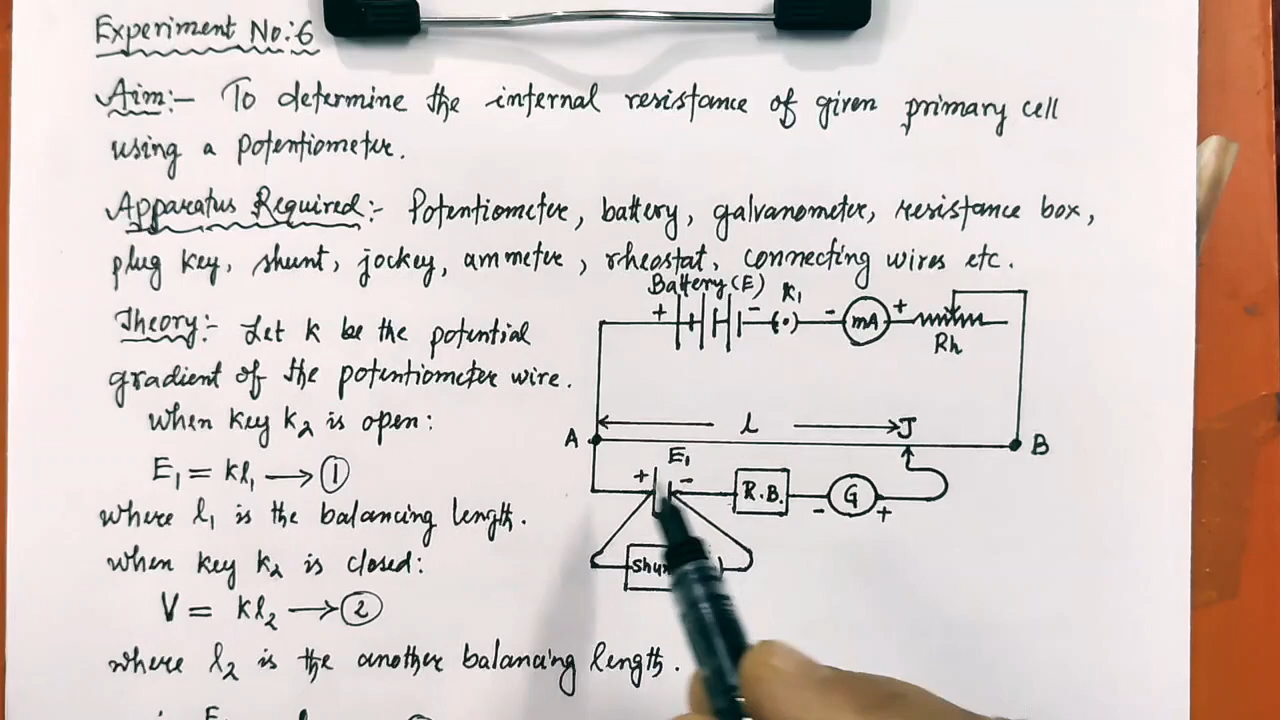 Experiment No:6
Aim:- To determine the internal resistance of given primary cell
using a potentiometer.
Apparatus Required:- Potentiometer, battery, galvanometer, resistance box,
plug key, shunt, jockey, ammeter, rheostat, connecting wires etc.
Battery(E) K₁
+ - - mA +
Rh
Theory:- Let k be the potential
gradient of the potentiometer wire.
When key k₂ is open:
E₁ = kl₁ → ①
where l₁ is the balancing length.
when key k₂ is closed:
V = kl₂ → ②
where l₂ is the another balancing length.
l J
A B
E₁
+ - R.B. G
- +